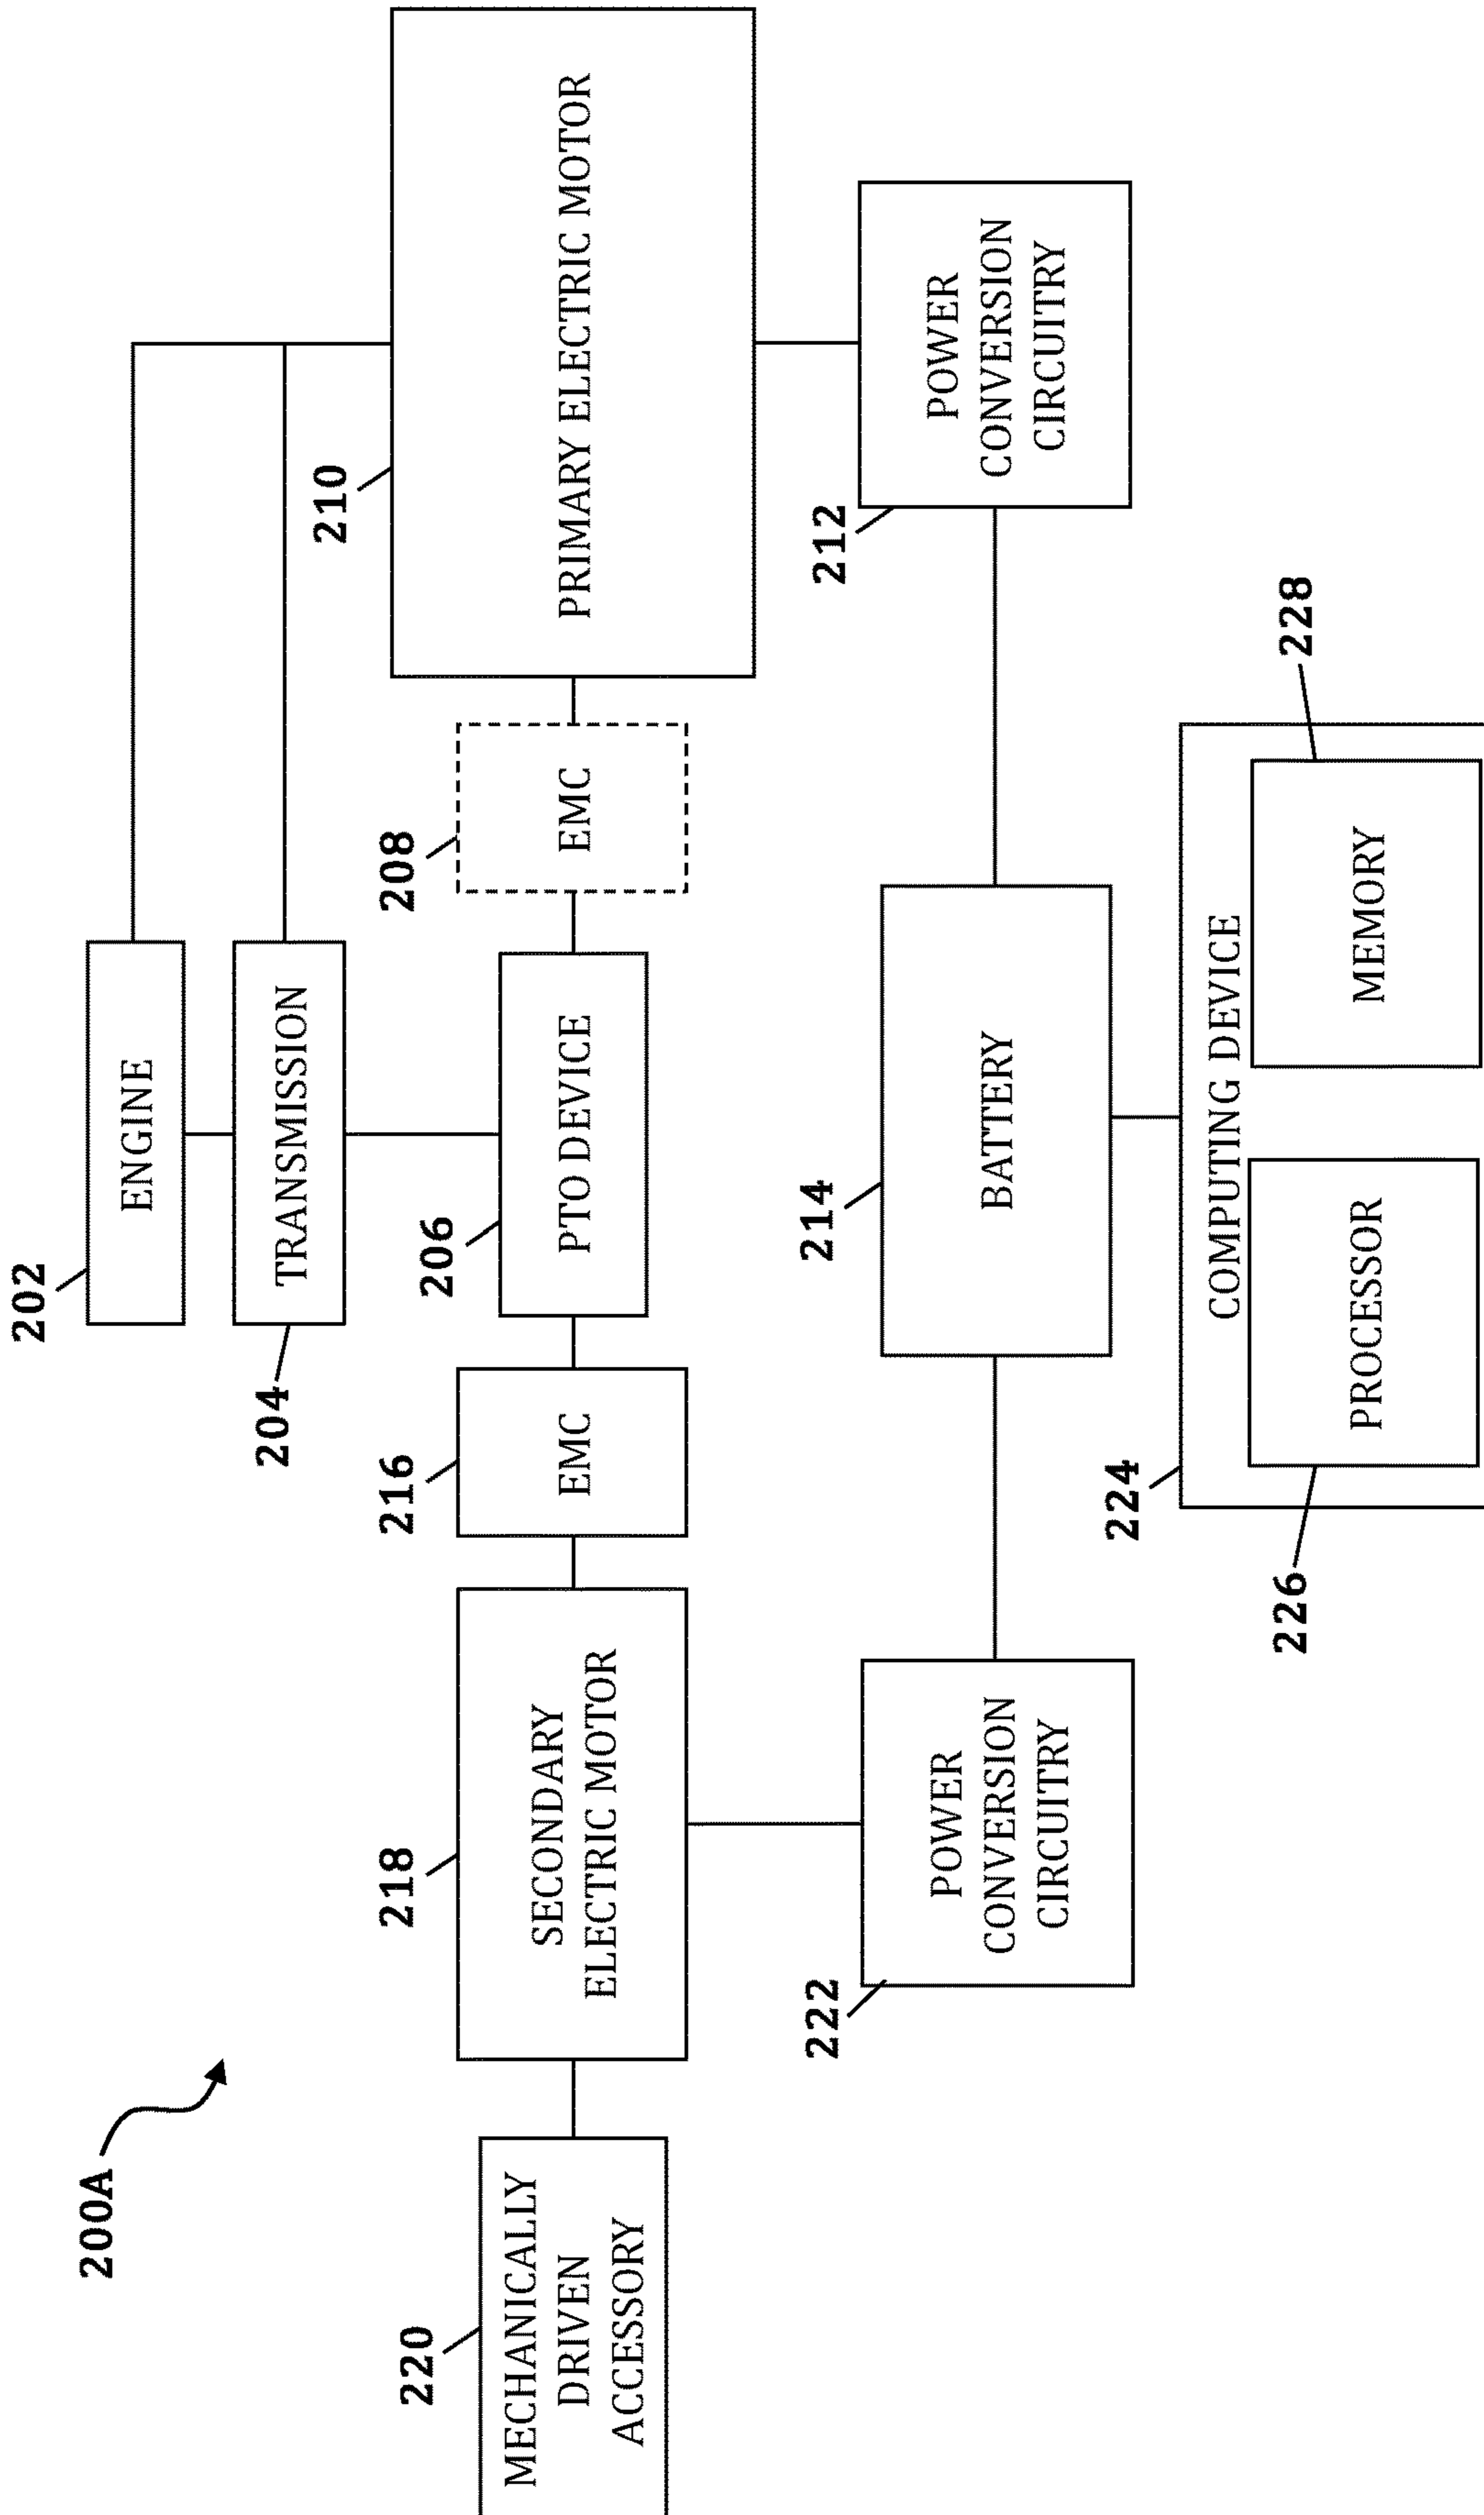 200A
202
ENGINE
204
TRANSMISSION
220
MECHANICALLY
DRIVEN
ACCESSORY
218
SECONDARY
ELECTRIC MOTOR
216
EMC
206
PTO DEVICE
208
EMC
210
PRIMARY ELECTRIC MOTOR
222
POWER
CONVERSION
CIRCUITRY
214
BATTERY
212
POWER
CONVERSION
CIRCUITRY
224
COMPUTING DEVICE
226
PROCESSOR
MEMORY
228